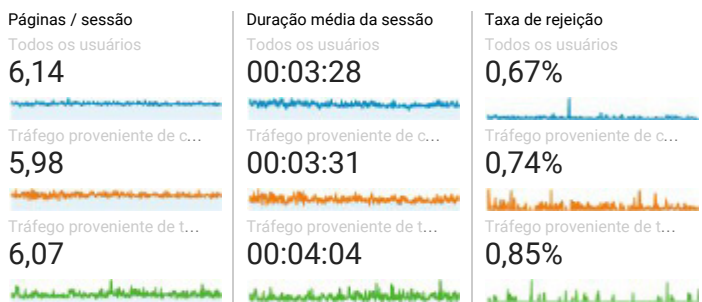 Páginas / sessão
Todos os usuários
6,14
Tráfego proveniente de c...
5,98
Tráfego proveniente de t...
6,07
Duração média da sessão
Todos os usuários
00:03:28
Tráfego proveniente de c...
00:03:31
Tráfego proveniente de t...
00:04:04
Taxa de rejeição
Todos os usuários
0,67%
Tráfego proveniente de c...
0,74%
Tráfego proveniente de t...
0,85%